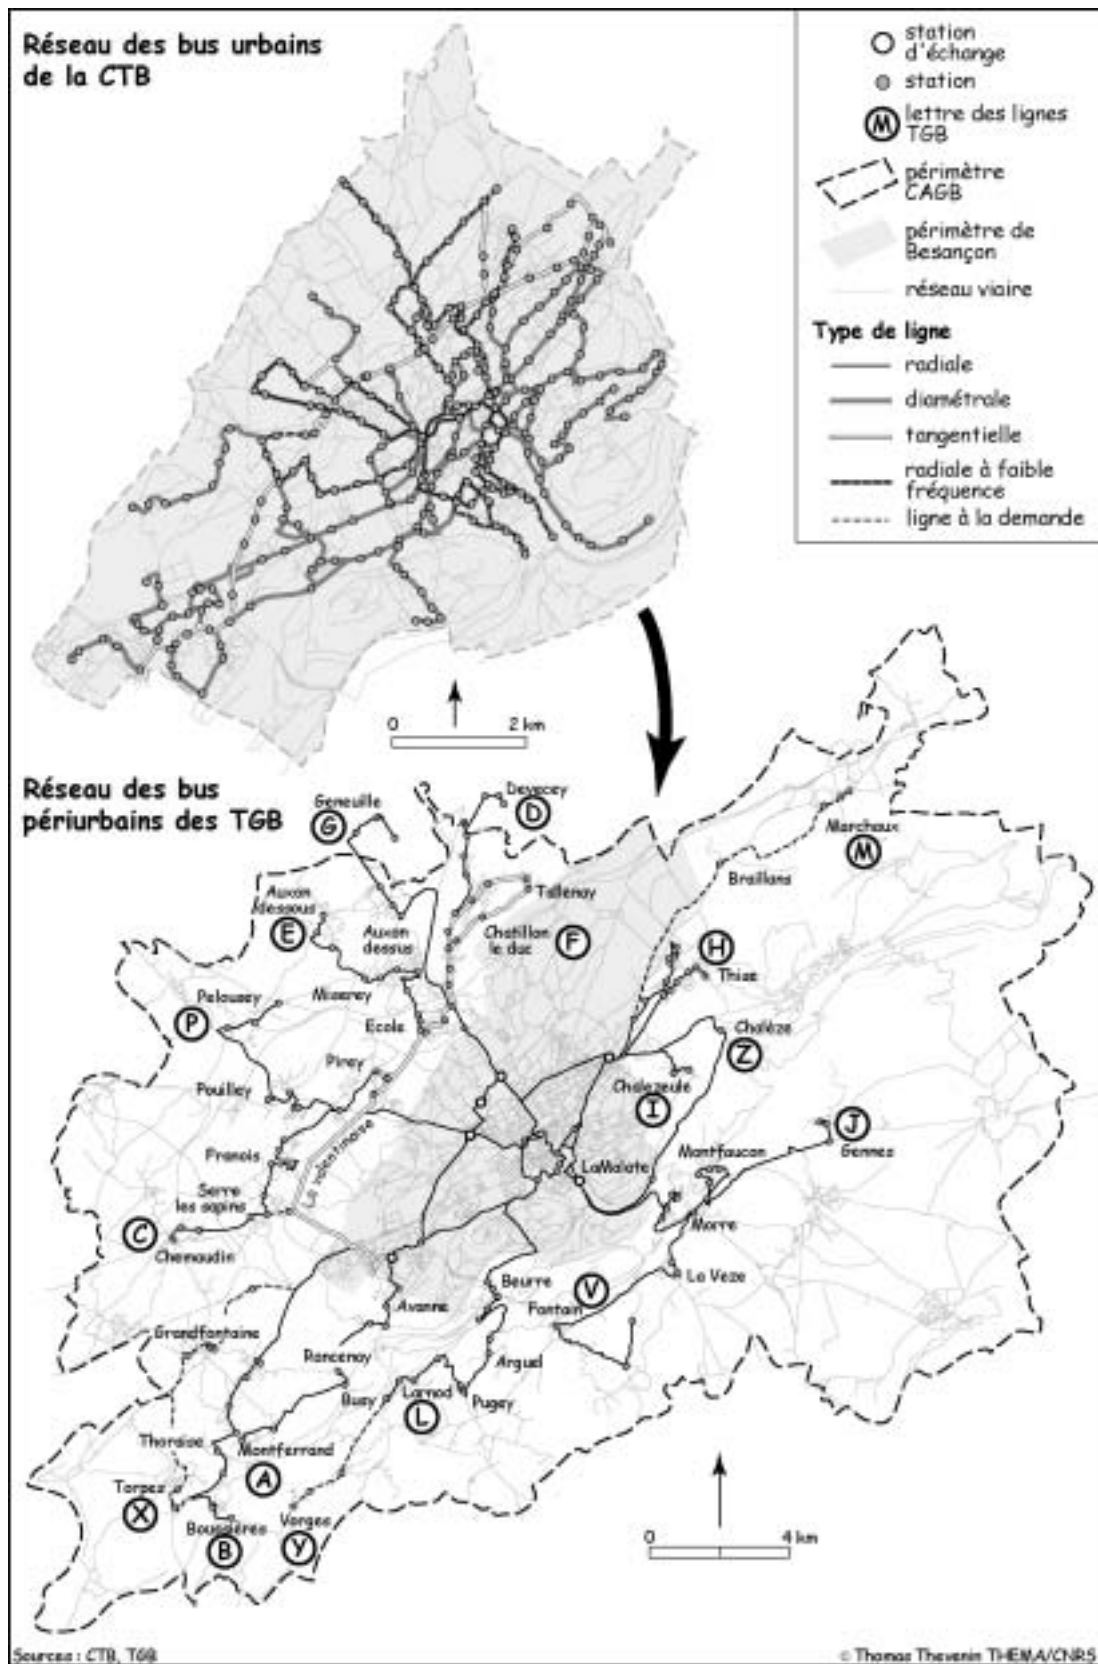 Réseau des bus urbains
de la CTB
station
d'échange
station
M
lettre des lignes
TGB
périmètre
CAGB
périmètre de
Besançon
réseau viaire
Type de ligne
radiale
diamétrale
tangentielle
radiale à faible
fréquence
ligne à la demande
0
2 km
Réseau des bus
périurbains des TGB
Geneuille
G
Devecey
D
Marchaux
M
Braillans
Tallenay
Auxon
dessous
E
Auxon
dessus
Chatillon
le duc
F
H
Thise
Miserey
Pelousey
P
Ecole
Chalèze
Z
Pirey
Pouilley
Chalezeule
I
J
Gennes
Montfaucon
Franois
La valentinoise
LaMalate
Serre
les sapins
C
Chemaudin
Morre
La Veze
Beurre
V
Fontain
Avanne
Grandfontaine
Rancenay
Arguel
Busy
Larnod
L
Pugey
Thoraise
Montferrand
A
Torpes
X
Boussières
B
Vorges
Y
0
4 km
Sources : CTB, TGB
© Thomas Thevenin THEMA/CNRS